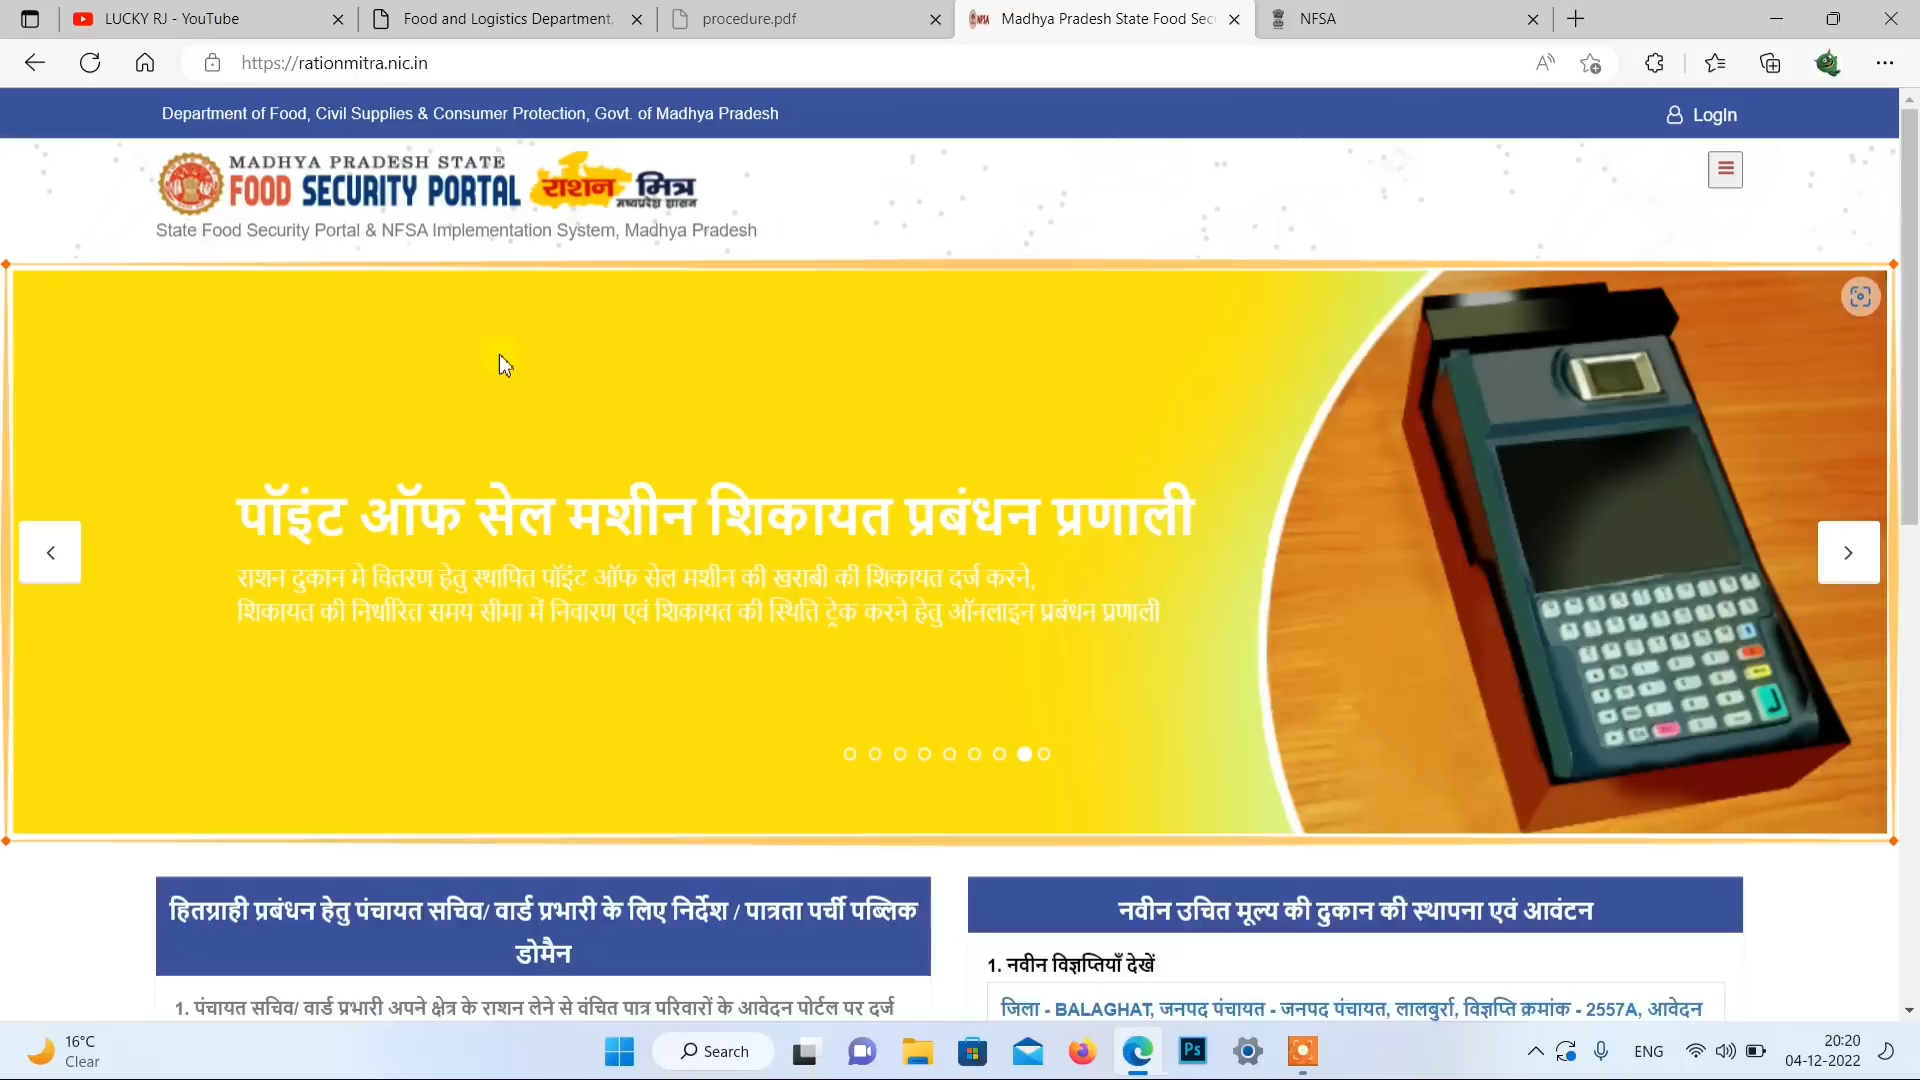 LUCKY RJ - YouTube
Food and Logistics Department,
procedure.pdf
Madhya Pradesh State Food Sec
NFSA
https://rationmitra.nic.in
Department of Food, Civil Supplies & Consumer Protection, Govt. of Madhya Pradesh
Login
MADHYA PRADESH STATE
FOOD SECURITY PORTAL
राशन मित्र
मध्यप्रदेश शासन
State Food Security Portal & NFSA Implementation System, Madhya Pradesh
पॉइंट ऑफ सेल मशीन शिकायत प्रबंधन प्रणाली
राशन दुकान मे वितरण हेतु स्थापित पॉइंट ऑफ सेल मशीन की खराबी की शिकायत दर्ज करने,
शिकायत की निर्धारित समय सीमा में निवारण एवं शिकायत की स्थिति ट्रेक करने हेतु ऑनलाइन प्रबंधन प्रणाली
हितग्राही प्रबंधन हेतु पंचायत सचिव/ वार्ड प्रभारी के लिए निर्देश / पात्रता पर्ची पब्लिक
डोमैन
1. पंचायत सचिव/ वार्ड प्रभारी अपने क्षेत्र के राशन लेने से वंचित पात्र परिवारों के आवेदन पोर्टल पर दर्ज
नवीन उचित मूल्य की दुकान की स्थापना एवं आवंटन
1. नवीन विज्ञप्तियाँ देखें
जिला - BALAGHAT, जनपद पंचायत - जनपद पंचायत, लालबुर्रा, विज्ञप्ति क्रमांक - 2557A, आवेदन
16°C
Clear
Search
Ps
ENG
20:20
04-12-2022